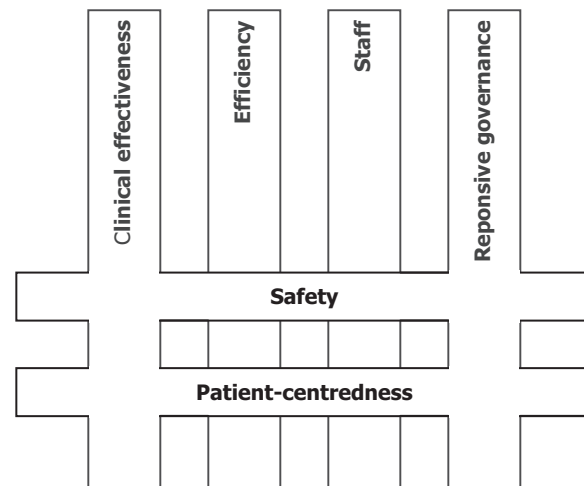 Clinical effectiveness
Efficiency
Staff
Reponsive governance
Safety
Patient-centredness